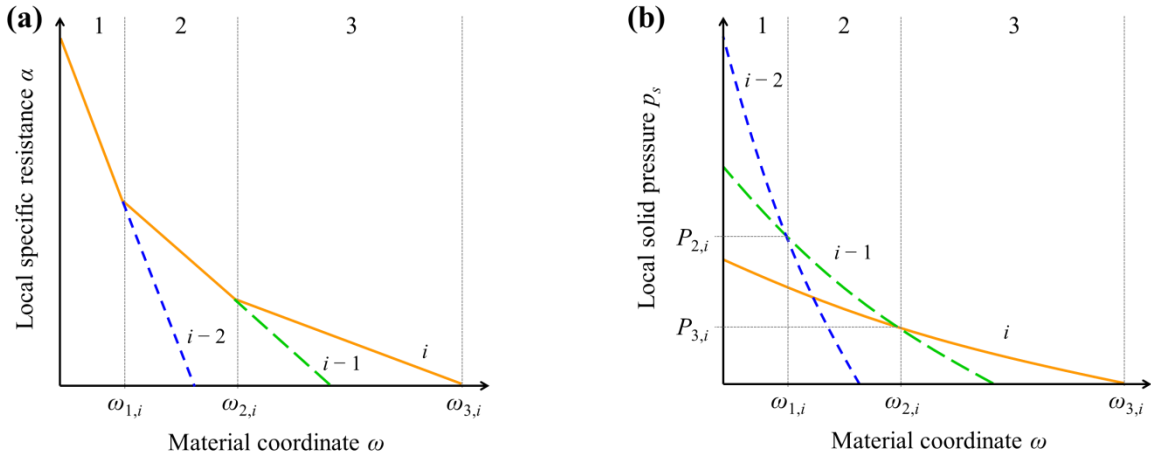 (a)
1 2 3
Local specific resistance α
i − 2
i − 1
i
ω1,i ω2,i ω3,i
Material coordinate ω
(b)
1 2 3
Local solid pressure ps
i − 2
P2,i
i − 1
P3,i
i
ω1,i ω2,i ω3,i
Material coordinate ω